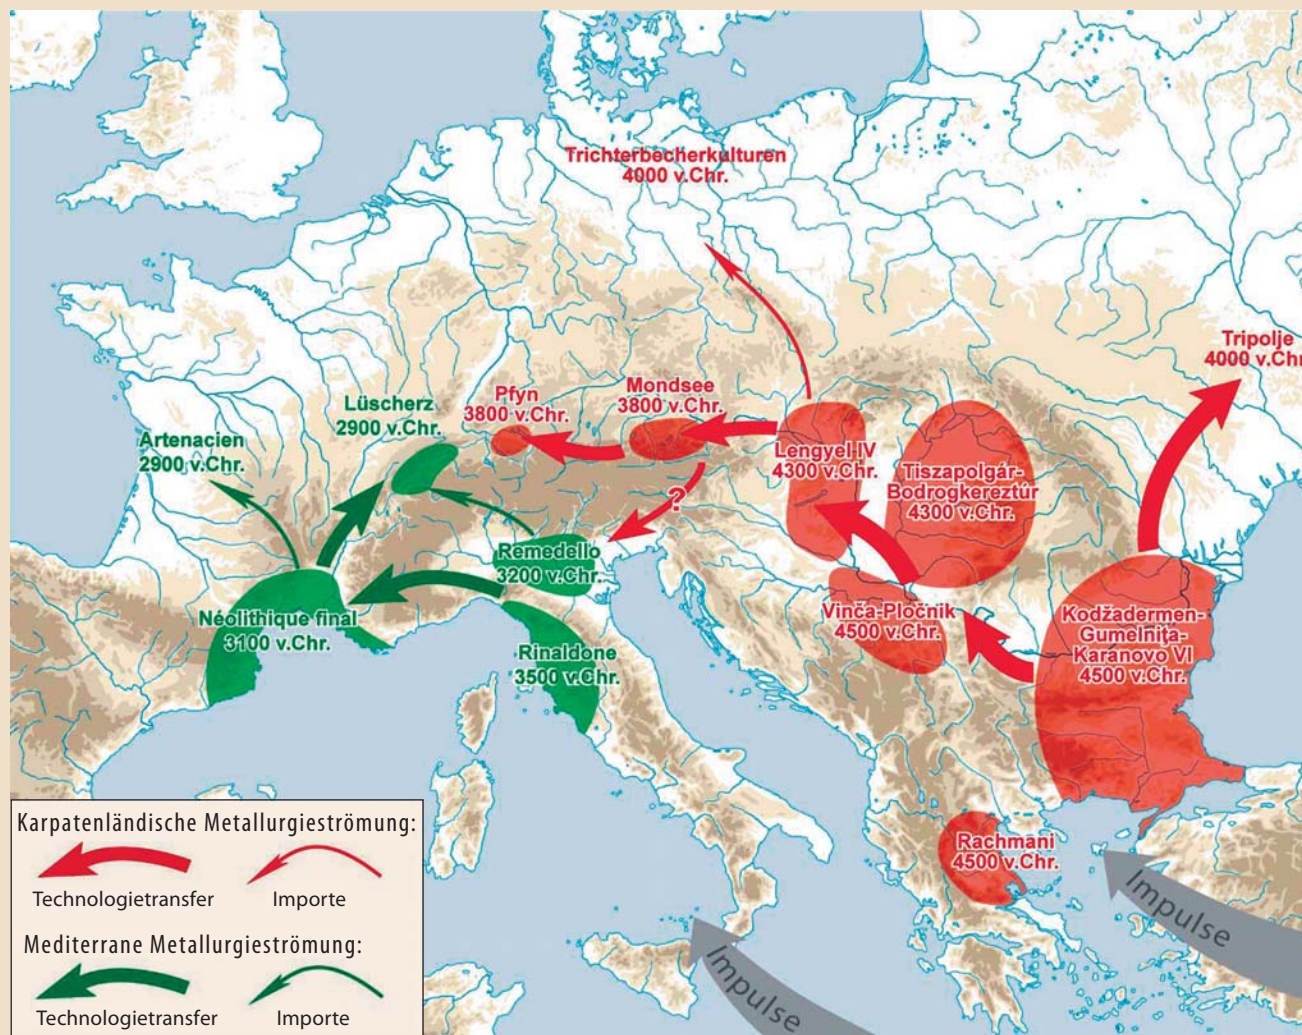 Trichterbecherkulturen
4000 v.Chr.
Tripolje
4000 v.Chr.
Mondsee
3800 v.Chr.
Pfyn
3800 v.Chr.
Lüscherz
2900 v.Chr.
Artenacien
2900 v.Chr.
Lengyel IV
4300 v.Chr.
Tiszapolgár-
Bodrogkereztúr
4300 v.Chr.
?
Remedello
3200 v.Chr.
Néolithique final
3100 v.Chr.
Rinaldone
3500 v.Chr.
Vinča-Pločnik
4500 v.Chr.
Kodžadermen-
Gumelniţa-
Karanovo VI
4500 v.Chr.
Rachmani
4500 v.Chr.
Impulse
Impulse
Karpatenländische Metallurgieströmung:
Technologietransfer Importe
Mediterrane Metallurgieströmung:
Technologietransfer Importe